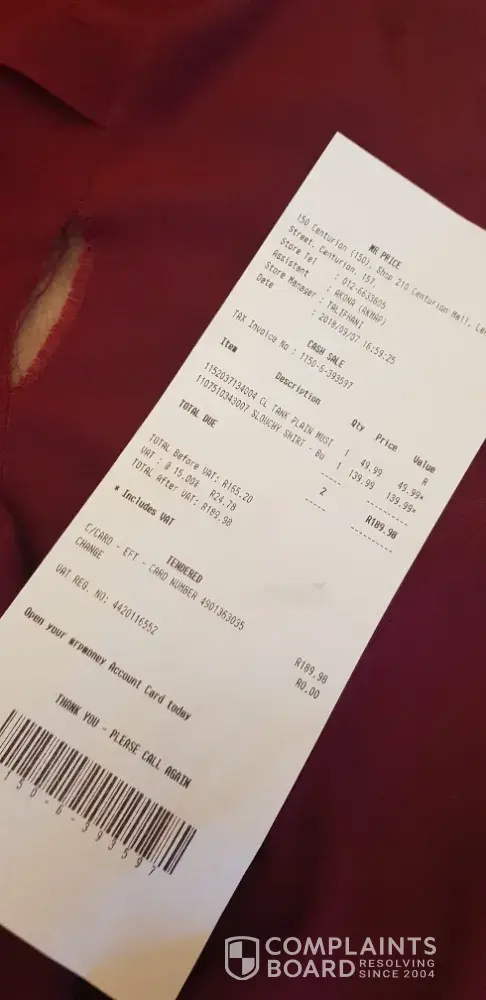 MR PRICE
150 Centurion (150), Shop 210 Centurion Mall,
Street, Centurion, 157,
Store Tel : 012-6633605
Assistant : AKONA (AKMAP)
Store Manager : TALIFHANI
Date : 2018/09/07 16:59:25
CASH SALE
TAX Invoice No : 1150-6-393597
Item Description Qty Price Value
R
1152037134004 CL TANK PLAIN MUST 1 49.99 49.99*
1107510343007 SLOUCHY SHIRT - Bu 1 139.99 139.99*
TOTAL DUE 2 R189.98
TOTAL Before VAT: R165.20
VAT : @ 15.00% R24.78
TOTAL After VAT: R189.98
* Includes VAT
TENDERED
C/CARD - EFT - CARD NUMBER 4901363035 R189.98
CHANGE R0.00
VAT REG. NO: 4420116552
Open your mrpmoney Account Card today
THANK YOU - PLEASE CALL AGAIN
150-6-393597
COMPLAINTS
BOARD RESOLVING
SINCE 2004